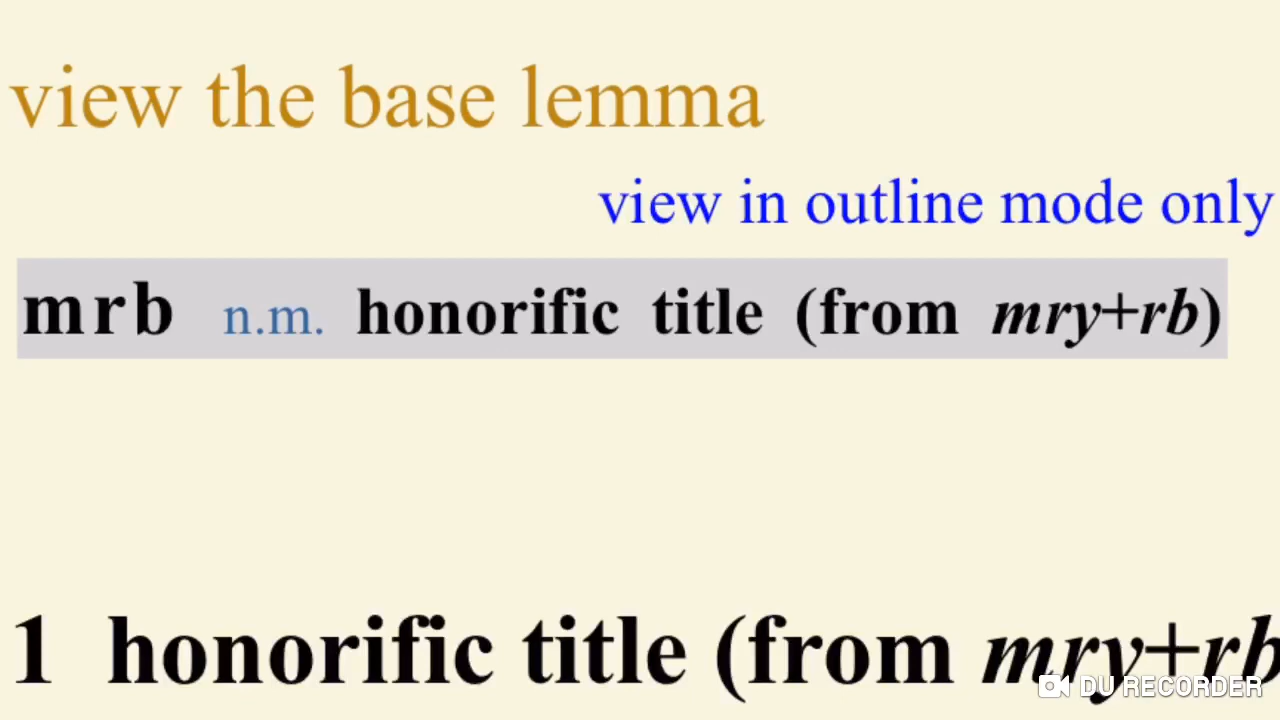 view the base lemma
view in outline mode only
mrb n.m. honorific title (from mry+rb)
1 honorific title (from mry+rb
DU RECORDER